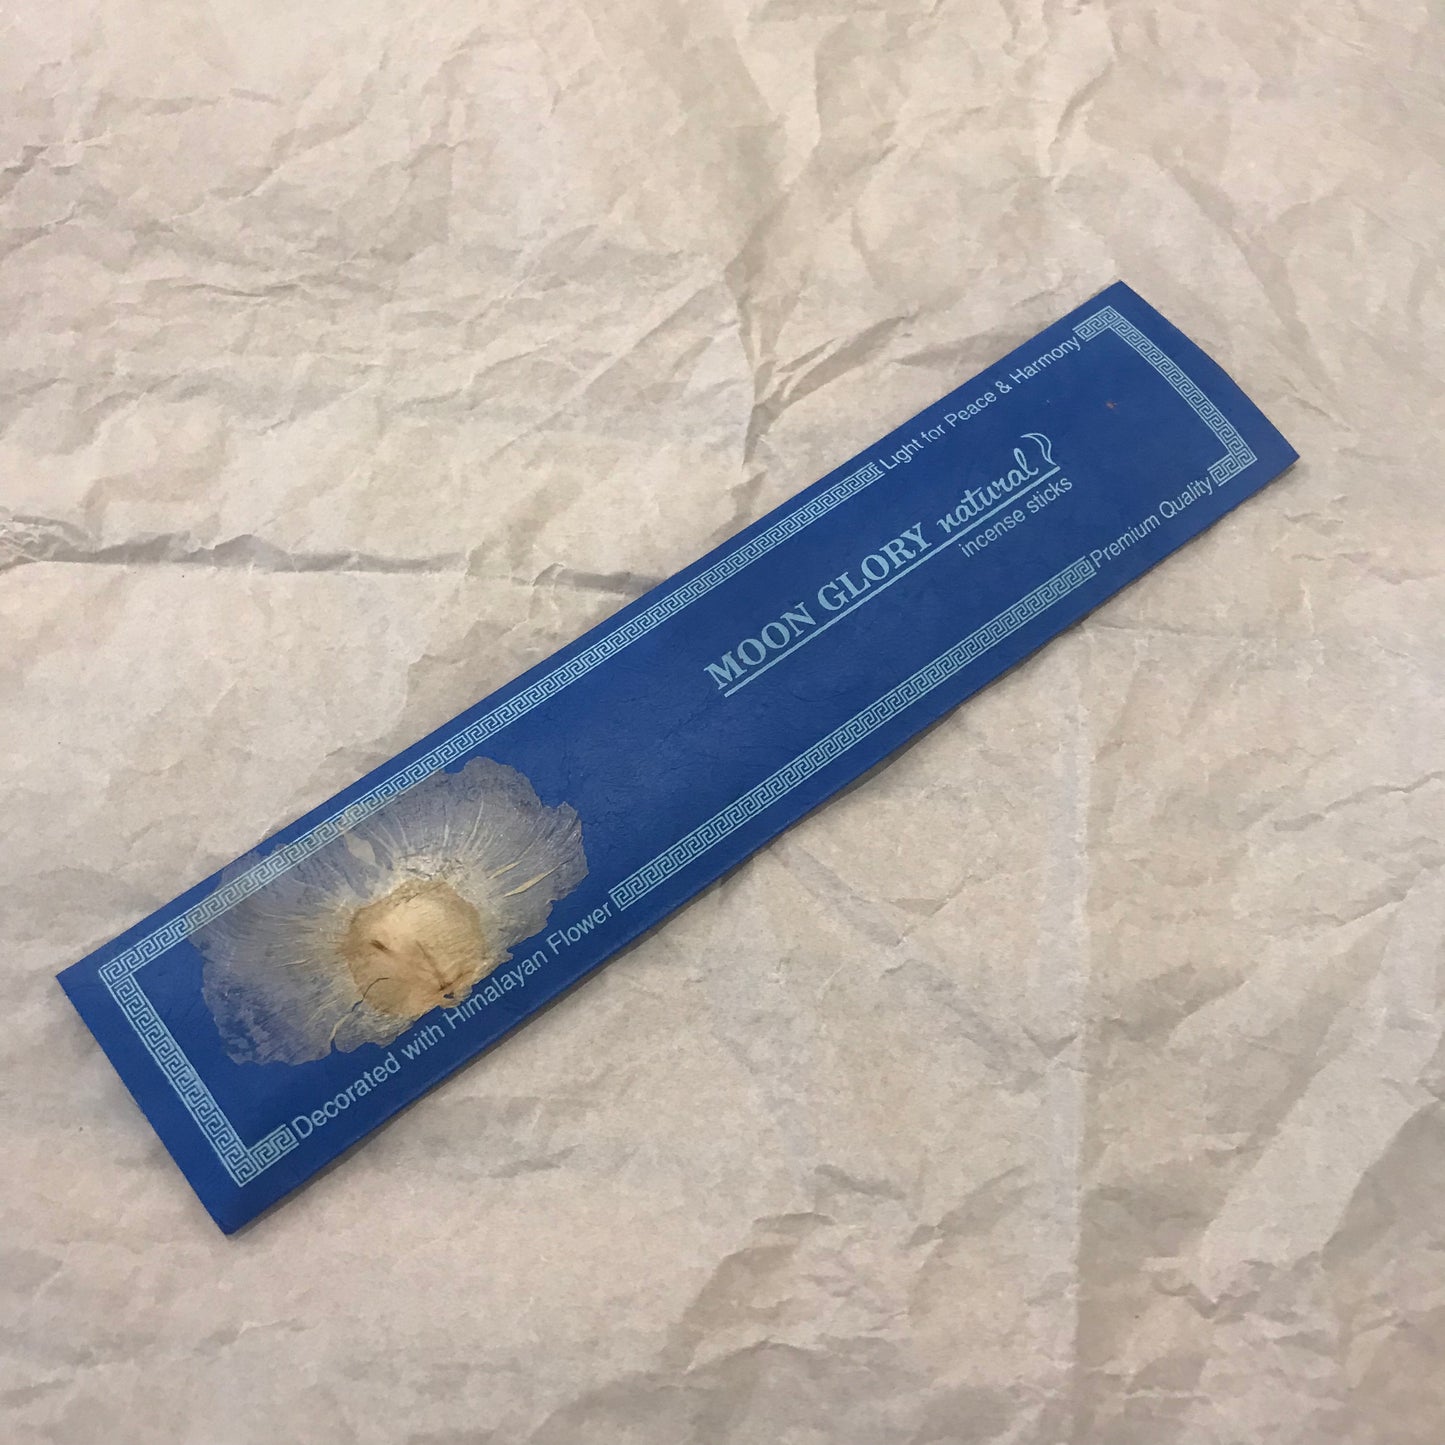 Light for Peace & Harmony
MOON GLORY natural
incense sticks
Premium Quality
Decorated with Himalayan Flower